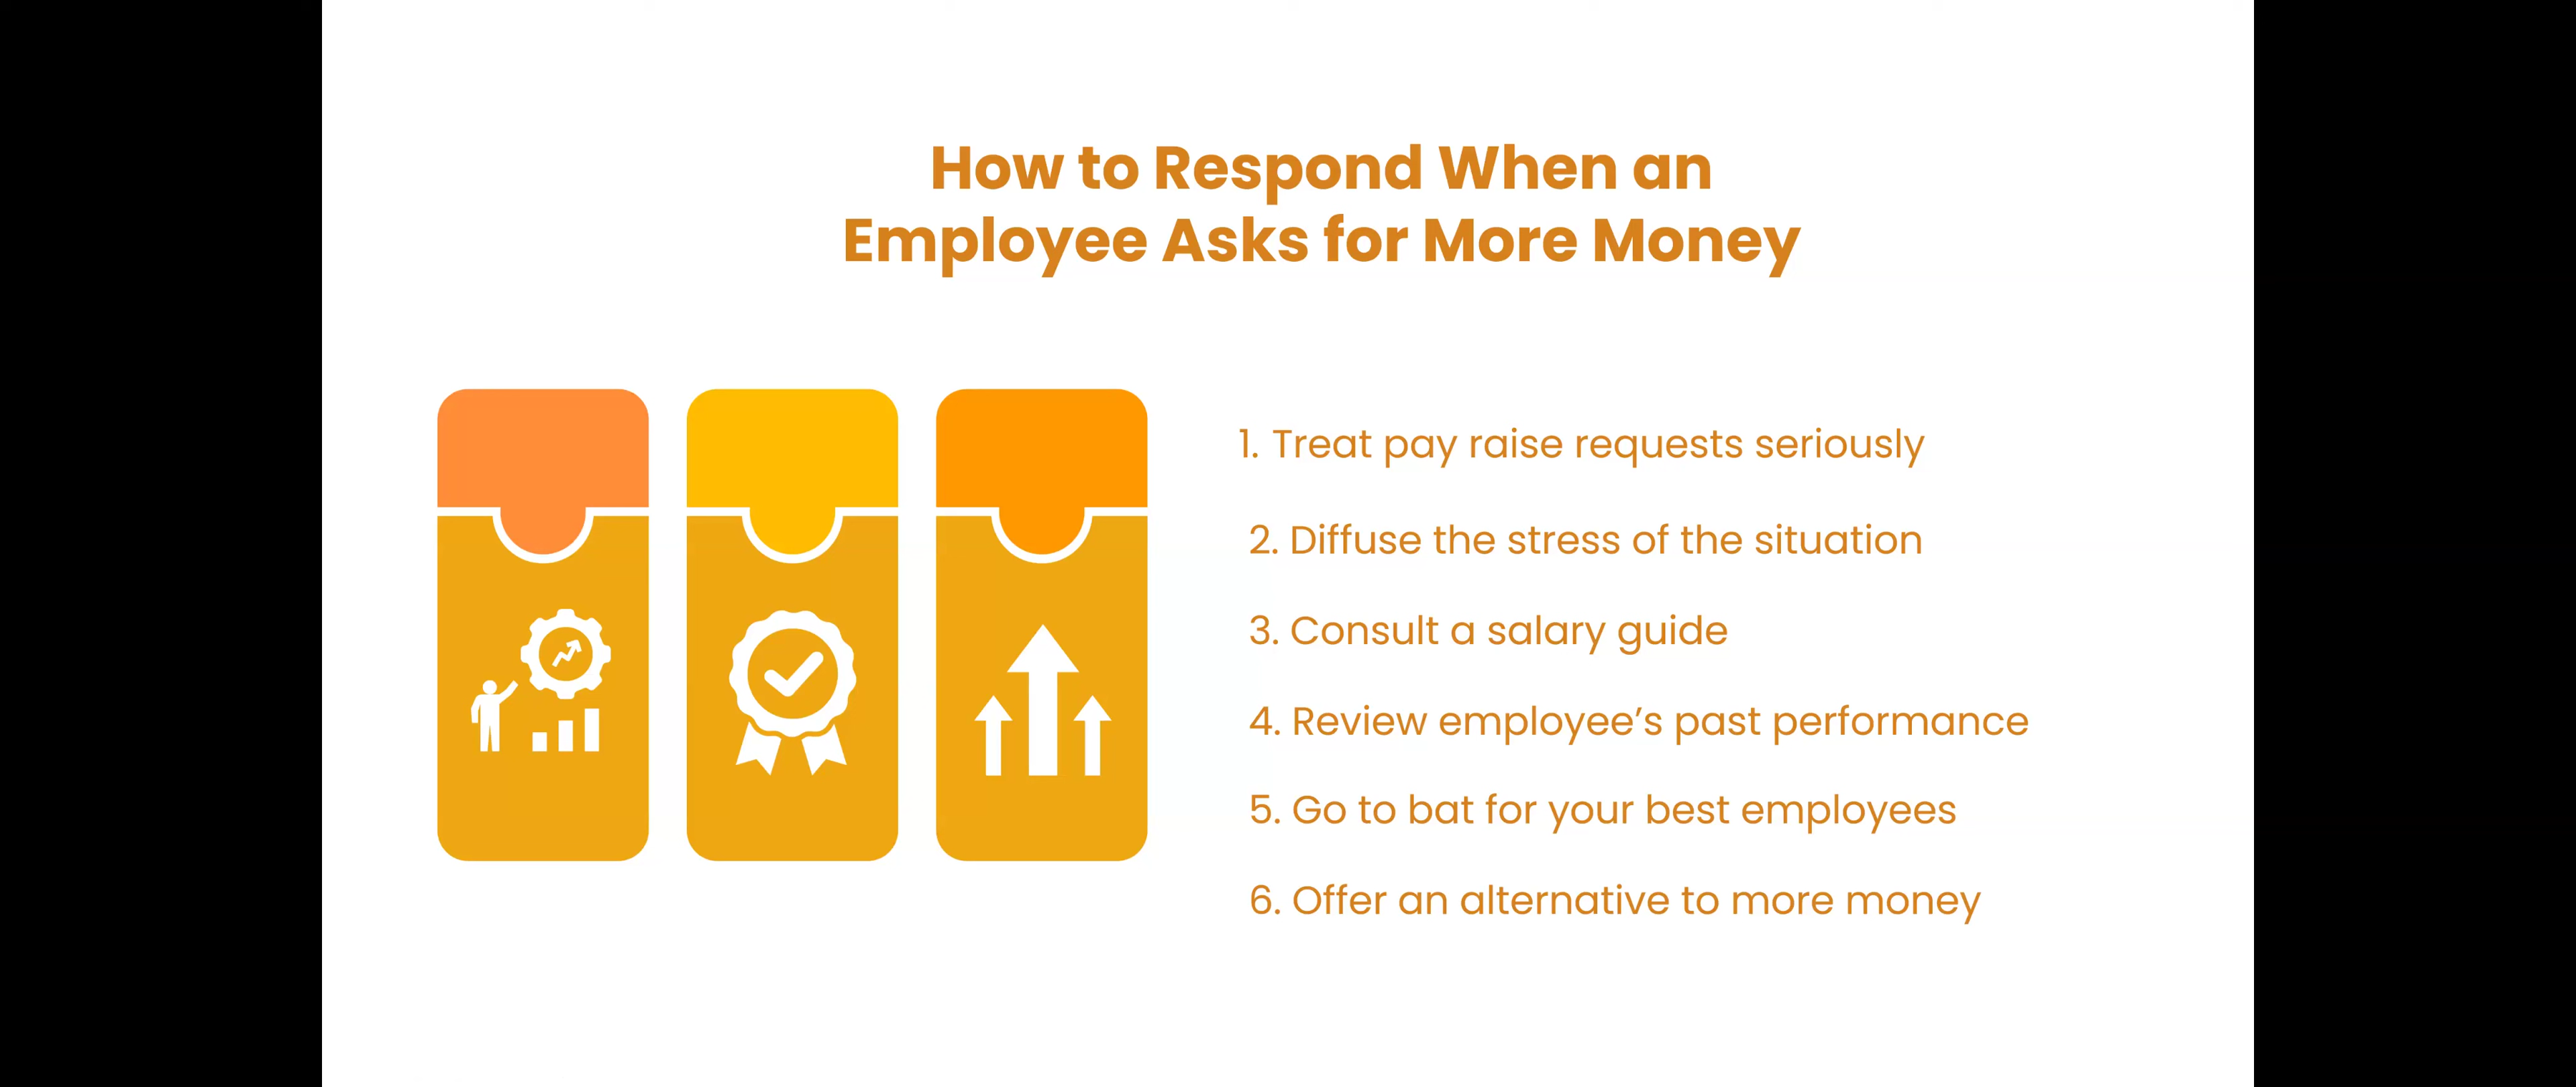 How to Respond When an
Employee Asks for More Money
1. Treat pay raise requests seriously
2. Diffuse the stress of the situation
3. Consult a salary guide
4. Review employee’s past performance
5. Go to bat for your best employees
6. Offer an alternative to more money